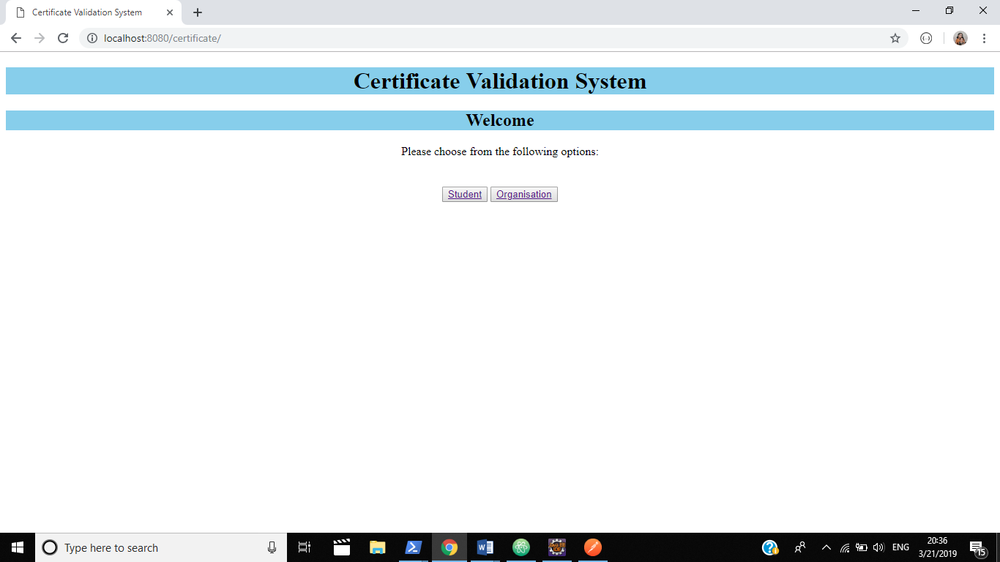 Certificate Validation System
localhost:8080/certificate/
Certificate Validation System
Welcome
Please choose from the following options:
Student Organisation
Type here to search
ENG
20:36
3/21/2019
15